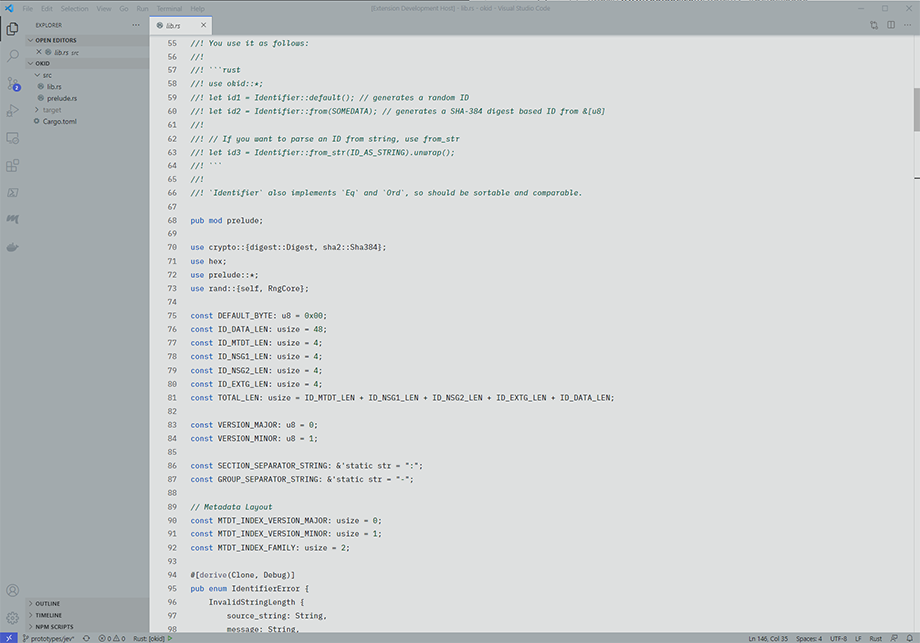 File Edit Selection View Go Run Terminal Help
[Extension Development Host] - lib.rs - okid - Visual Studio Code
EXPLORER
OPEN EDITORS
lib.rs src
OKID
src
lib.rs
prelude.rs
target
Cargo.toml
2
OUTLINE
TIMELINE
NPM SCRIPTS
lib.rs
55 //! You use it as follows:
56 //!
57 //! ```rust
58 //! use okid::*;
59 //! let id1 = Identifier::default(); // generates a random ID
60 //! let id2 = Identifier::from(SOMEDATA); // generates a SHA-384 digest based ID from &[u8]
61 //!
62 //! // If you want to parse an ID from string, use from_str
63 //! let id3 = Identifier::from_str(ID_AS_STRING).unwrap();
64 //! ```
65 //!
66 //! `Identifier` also implements `Eq` and `Ord`, so should be sortable and comparable.
67
68 pub mod prelude;
69
70 use crypto::{digest::Digest, sha2::Sha384};
71 use hex;
72 use prelude::*;
73 use rand::{self, RngCore};
74
75 const DEFAULT_BYTE: u8 = 0x00;
76 const ID_DATA_LEN: usize = 48;
77 const ID_MTDT_LEN: usize = 4;
78 const ID_NSG1_LEN: usize = 4;
79 const ID_NSG2_LEN: usize = 4;
80 const ID_EXTG_LEN: usize = 4;
81 const TOTAL_LEN: usize = ID_MTDT_LEN + ID_NSG1_LEN + ID_NSG2_LEN + ID_EXTG_LEN + ID_DATA_LEN;
82
83 const VERSION_MAJOR: u8 = 0;
84 const VERSION_MINOR: u8 = 1;
85
86 const SECTION_SEPARATOR_STRING: &'static str = ":";
87 const GROUP_SEPARATOR_STRING: &'static str = "-";
88
89 // Metadata Layout
90 const MTDT_INDEX_VERSION_MAJOR: usize = 0;
91 const MTDT_INDEX_VERSION_MINOR: usize = 1;
92 const MTDT_INDEX_FAMILY: usize = 2;
93
94 #[derive(Clone, Debug)]
95 pub enum IdentifierError {
96 InvalidStringLength {
97 source_string: String,
98 message: String,
prototypes/jev* 0 0 Rust: [okid] Ln 146, Col 35 Spaces: 4 UTF-8 LF Rust